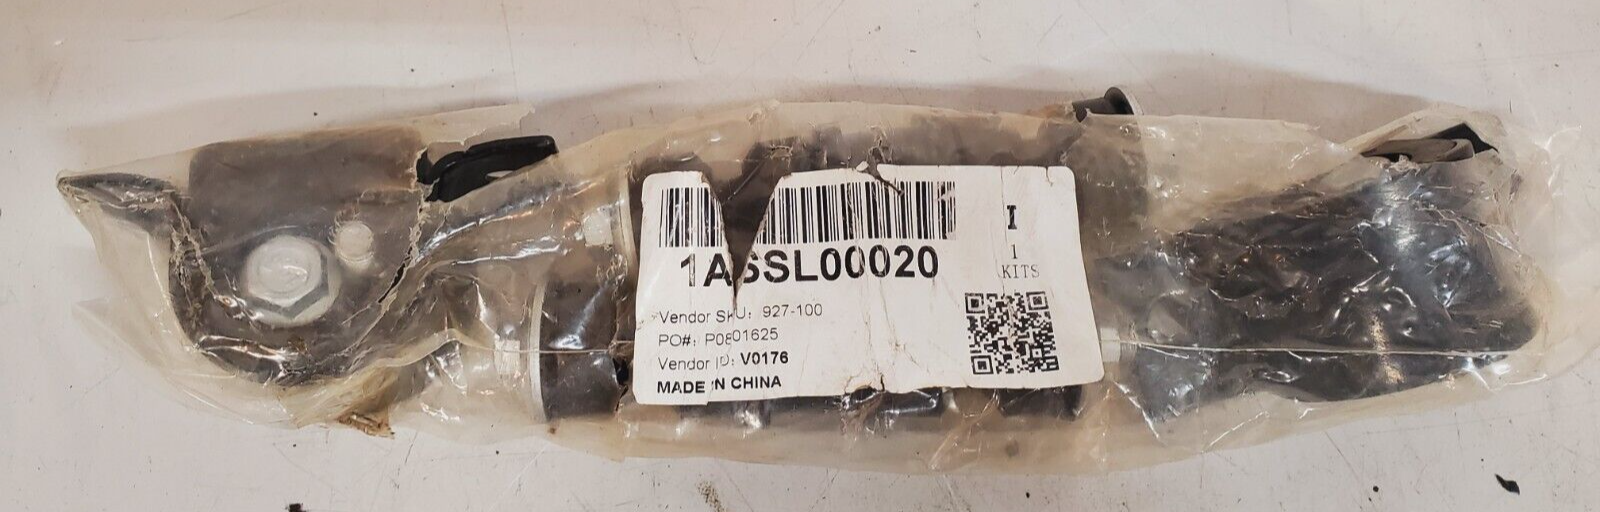 1ASSL00020
I
1
KITS
Vendor SKU: 927-100
PO#: P0801625
Vendor ID: V0176
MADE IN CHINA